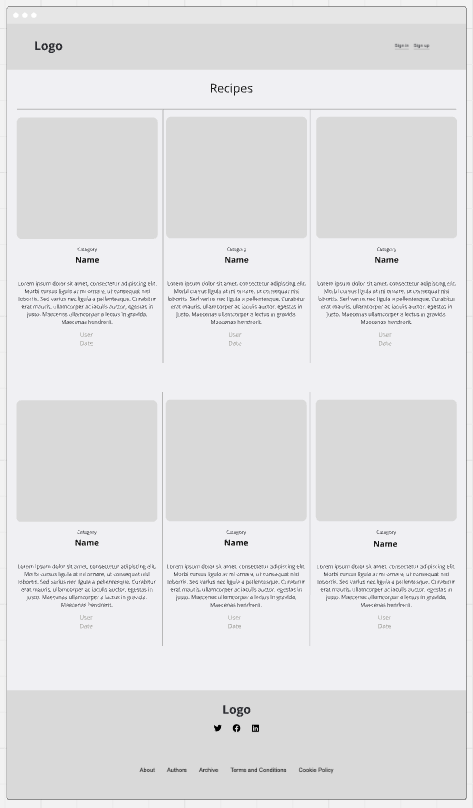 Logo
Sign in Sign up
Recipes
Category
Name
Lorem ipsum dolor sit amet, consectetur adipiscing elit.
Morbi cursus ligula at mi ornare, ut consequat nisl
lobortis. Sed varius nec ligula a pellentesque. Curabitur
erat mauris, ullamcorper ac iaculis auctor, egestas in
justo. Maecenas ullamcorper a lectus in gravida.
Maecenas hendrerit.
User
Date
Category
Name
Lorem ipsum dolor sit amet, consectetur adipiscing elit.
Morbi cursus ligula at mi ornare, ut consequat nisl
lobortis. Sed varius nec ligula a pellentesque. Curabitur
erat mauris, ullamcorper ac iaculis auctor, egestas in
justo. Maecenas ullamcorper a lectus in gravida.
Maecenas hendrerit.
User
Date
Category
Name
Lorem ipsum dolor sit amet, consectetur adipiscing elit.
Morbi cursus ligula at mi ornare, ut consequat nisl
lobortis. Sed varius nec ligula a pellentesque. Curabitur
erat mauris, ullamcorper ac iaculis auctor, egestas in
justo. Maecenas ullamcorper a lectus in gravida.
Maecenas hendrerit.
User
Date
Category
Name
Lorem ipsum dolor sit amet, consectetur adipiscing elit.
Morbi cursus ligula at mi ornare, ut consequat nisl
lobortis. Sed varius nec ligula a pellentesque. Curabitur
erat mauris, ullamcorper ac iaculis auctor, egestas in
justo. Maecenas ullamcorper a lectus in gravida.
Maecenas hendrerit.
User
Date
Category
Name
Lorem ipsum dolor sit amet, consectetur adipiscing elit.
Morbi cursus ligula at mi ornare, ut consequat nisl
lobortis. Sed varius nec ligula a pellentesque. Curabitur
erat mauris, ullamcorper ac iaculis auctor, egestas in
justo. Maecenas ullamcorper a lectus in gravida.
Maecenas hendrerit.
User
Date
Category
Name
Lorem ipsum dolor sit amet, consectetur adipiscing elit.
Morbi cursus ligula at mi ornare, ut consequat nisl
lobortis. Sed varius nec ligula a pellentesque. Curabitur
erat mauris, ullamcorper ac iaculis auctor, egestas in
justo. Maecenas ullamcorper a lectus in gravida.
Maecenas hendrerit.
User
Date
Logo
About Authors Archive Terms and Conditions Cookie Policy